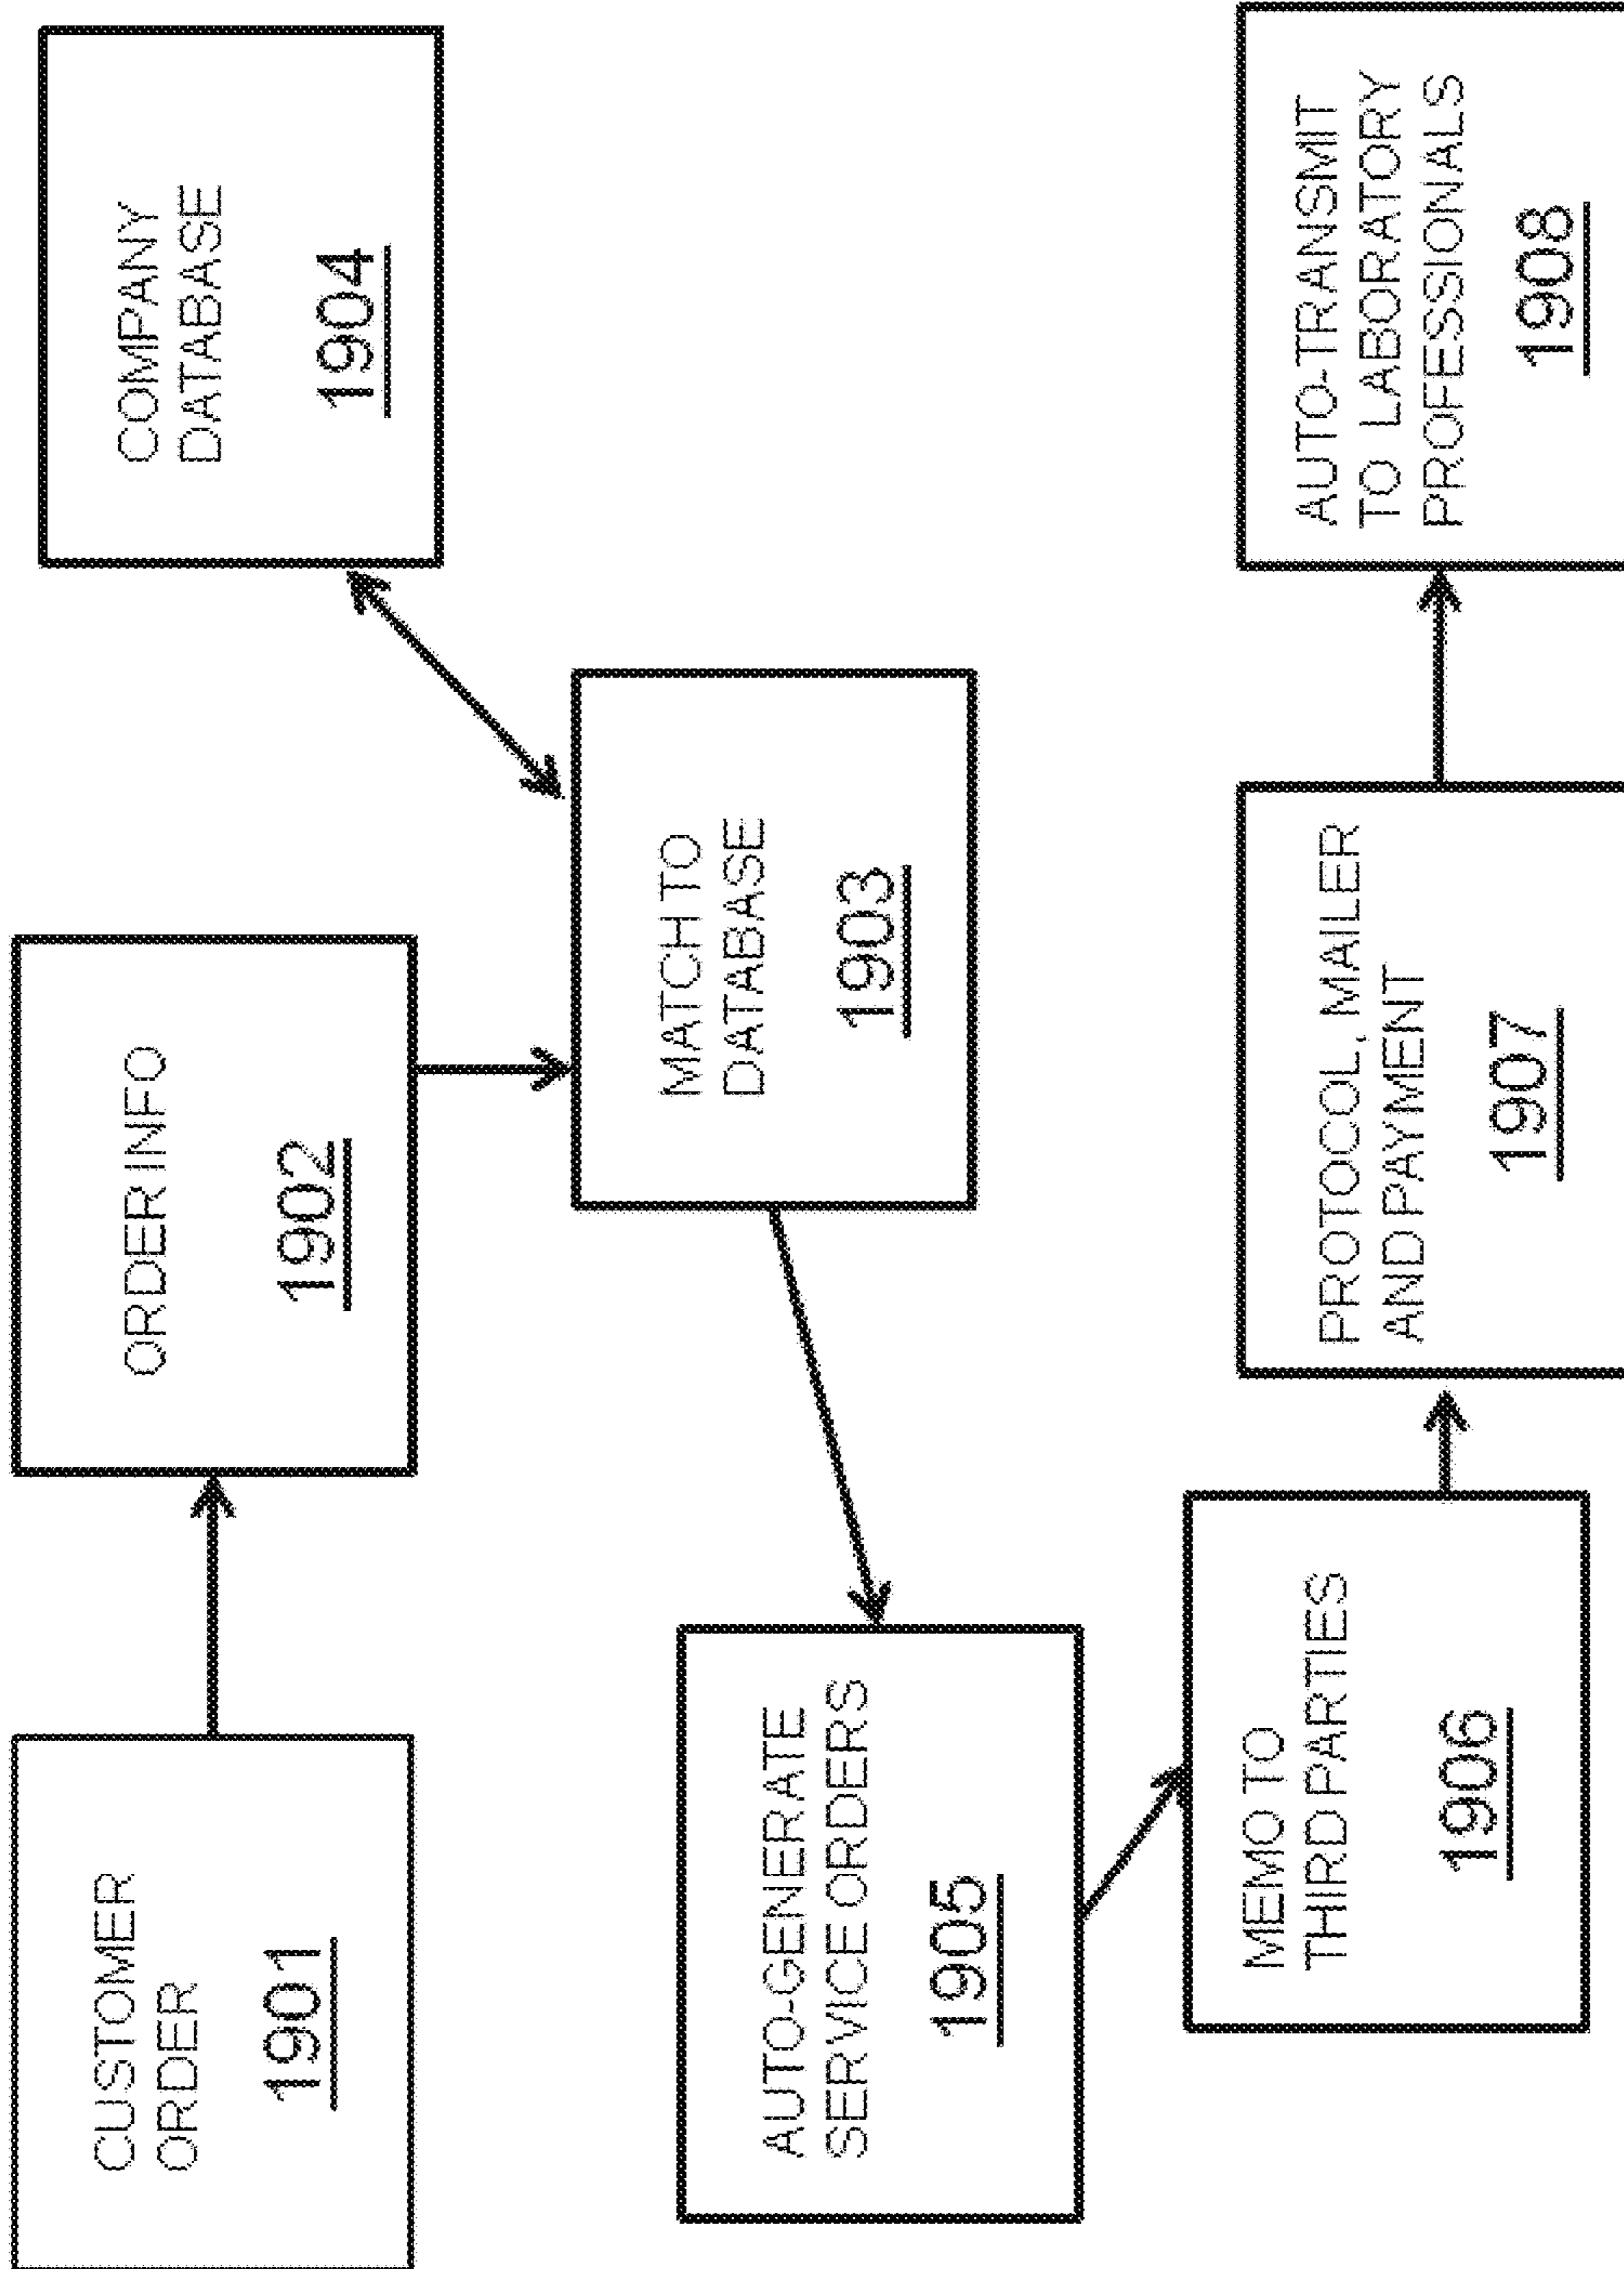 CUSTOMER
ORDER
1901
ORDER INFO
1902
COMPANY
DATABASE
1904
MATCH TO
DATABASE
1903
AUTO-GENERATE
SERVICE ORDERS
1905
MEMO TO
THIRD PARTIES
1906
PROTOCOL, MAILER
AND PAYMENT
1907
AUTO-TRANSMIT
TO LABORATORY
PROFESSIONALS
1908